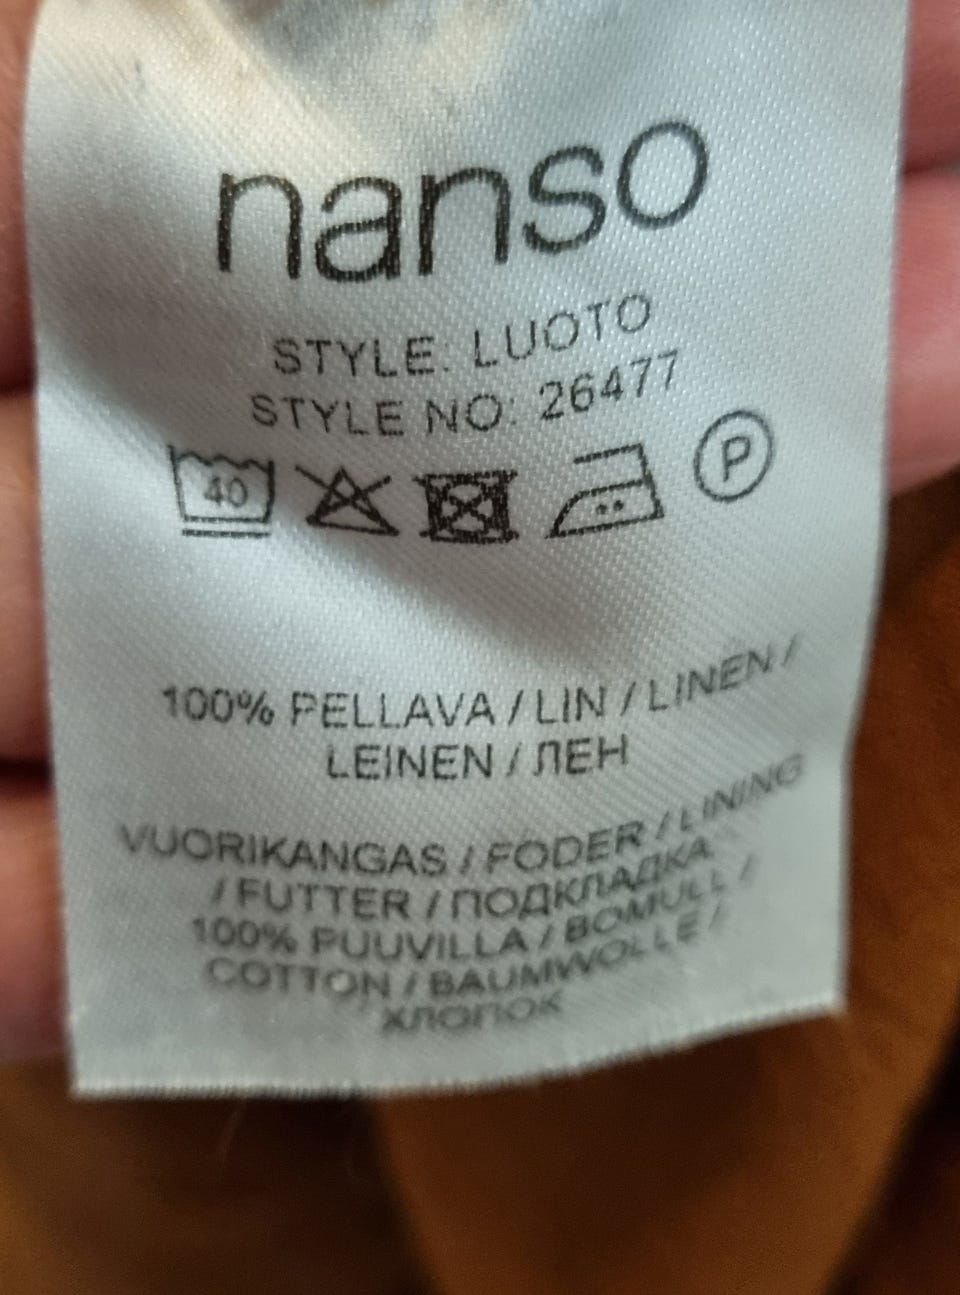 nanso
STYLE: LUOTO
STYLE NO: 26477
40 P
100% PELLAVA / LIN / LINEN /
LEINEN / ЛЕН
VUORIKANGAS / FODER / LINING
/ FUTTER / ПОДКЛАДКА
100% PUUVILLA / BOMULL /
COTTON / BAUMWOLLE /
ХЛОПОК